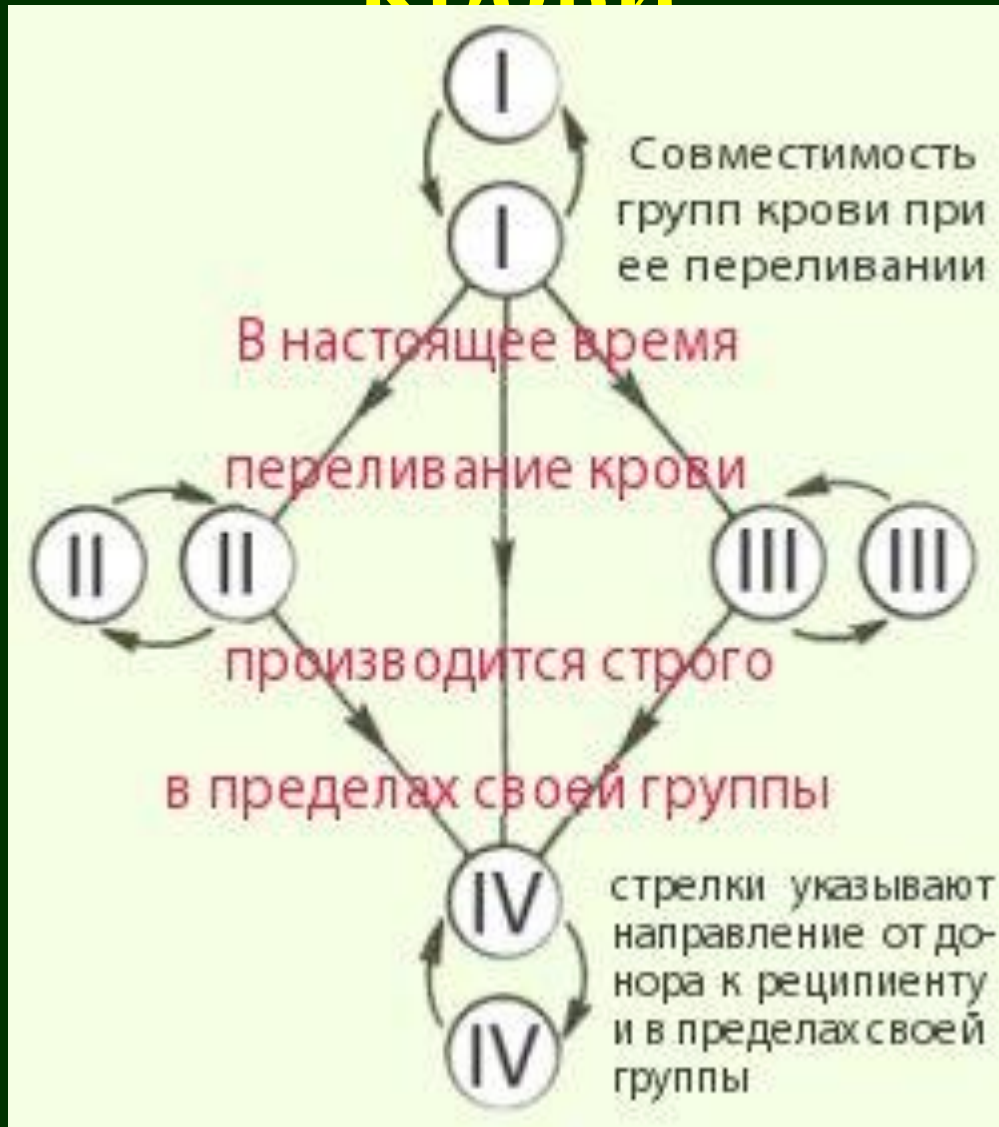 I
Совместимость
групп крови при
ее переливании
I
В настоящее время
переливание крови
II II III III
производится строго
в пределах своей группы
IV
стрелки указывают
направление от до-
нора к реципиенту
и в пределах своей
группы
IV